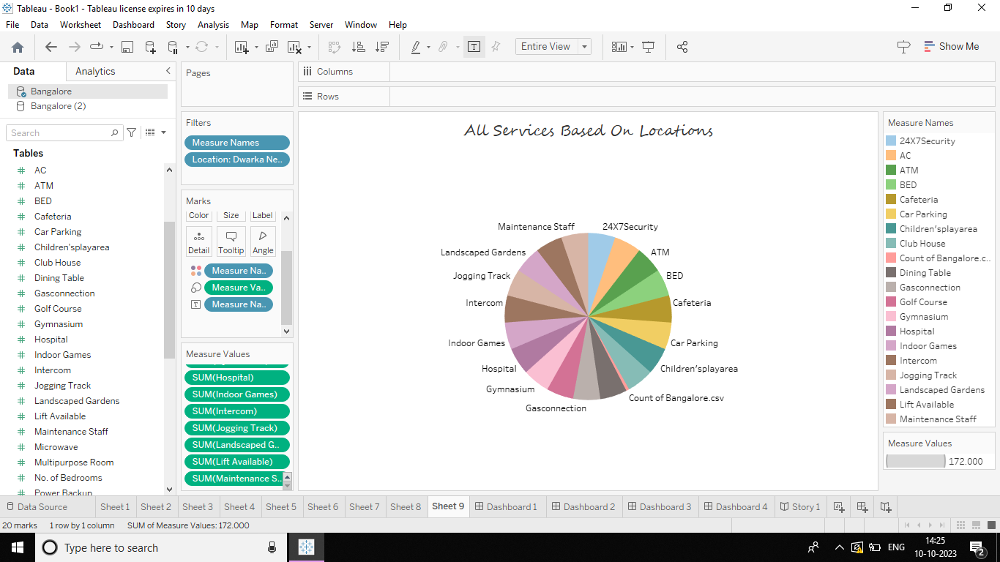 Tableau - Book1 - Tableau license expires in 10 days
File Data Worksheet Dashboard Story Analysis Map Format Server Window Help
Entire View
Show Me
Data Analytics
Bangalore
Bangalore (2)
Search
Tables
AC
ATM
BED
Cafeteria
Car Parking
Children'splayarea
Club House
Dining Table
Gasconnection
Golf Course
Gymnasium
Hospital
Indoor Games
Intercom
Jogging Track
Landscaped Gardens
Lift Available
Maintenance Staff
Microwave
Multipurpose Room
No. of Bedrooms
Power Backup
Pages
Filters
Measure Names
Location: Dwarka Ne..
Marks
Color Size Label
Detail Tooltip Angle
Measure Na..
Measure Va..
Measure Na..
Measure Values
SUM(Hospital)
SUM(Indoor Games)
SUM(Intercom)
SUM(Jogging Track)
SUM(Landscaped G..
SUM(Lift Available)
SUM(Maintenance S..
Columns
Rows
All Services Based On Locations
Maintenance Staff 24X7Security
Landscaped Gardens ATM
Jogging Track BED
Intercom Cafeteria
Indoor Games Car Parking
Hospital Children'splayarea
Gymnasium Count of Bangalore.csv
Gasconnection
Measure Names
24X7Security
AC
ATM
BED
Cafeteria
Car Parking
Children'splayarea
Club House
Count of Bangalore.c..
Dining Table
Gasconnection
Golf Course
Gymnasium
Hospital
Indoor Games
Intercom
Jogging Track
Landscaped Gardens
Lift Available
Maintenance Staff
Measure Values
172.000
Data Source Sheet 1 Sheet 2 Sheet 3 Sheet 4 Sheet 5 Sheet 6 Sheet 7 Sheet 8 Sheet 9 Dashboard 1 Dashboard 2 Dashboard 3 Dashboard 4 Story 1
20 marks 1 row by 1 column SUM of Measure Values: 172.000
Type here to search
ENG
14:25
10-10-2023
2